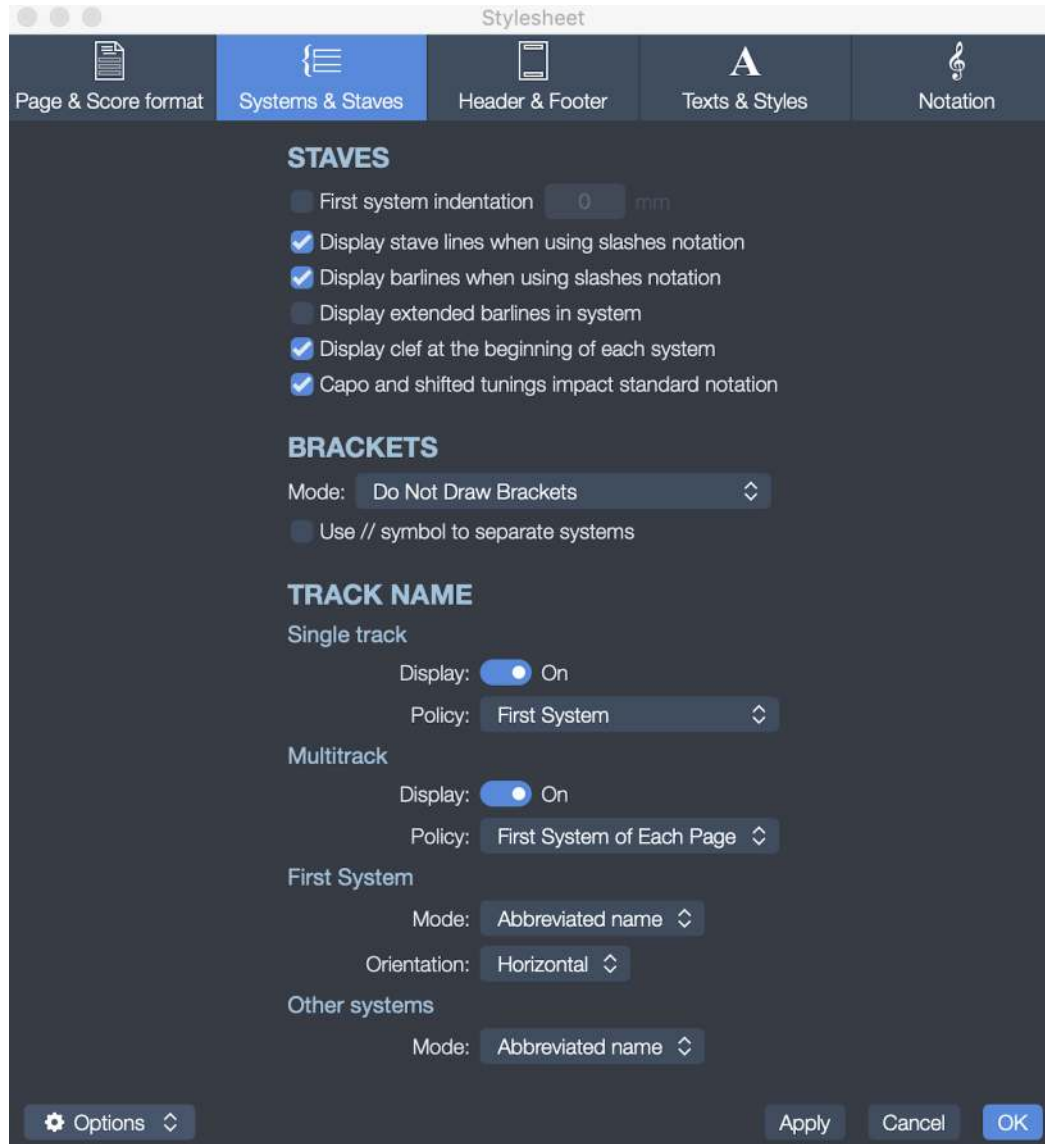 Stylesheet
Page & Score format
Systems & Staves
Header & Footer
Texts & Styles
Notation
STAVES
First system indentation 0 mm
Display stave lines when using slashes notation
Display barlines when using slashes notation
Display extended barlines in system
Display clef at the beginning of each system
Capo and shifted tunings impact standard notation
BRACKETS
Mode: Do Not Draw Brackets
Use // symbol to separate systems
TRACK NAME
Single track
Display: On
Policy: First System
Multitrack
Display: On
Policy: First System of Each Page
First System
Mode: Abbreviated name
Orientation: Horizontal
Other systems
Mode: Abbreviated name
Options
Apply
Cancel
OK